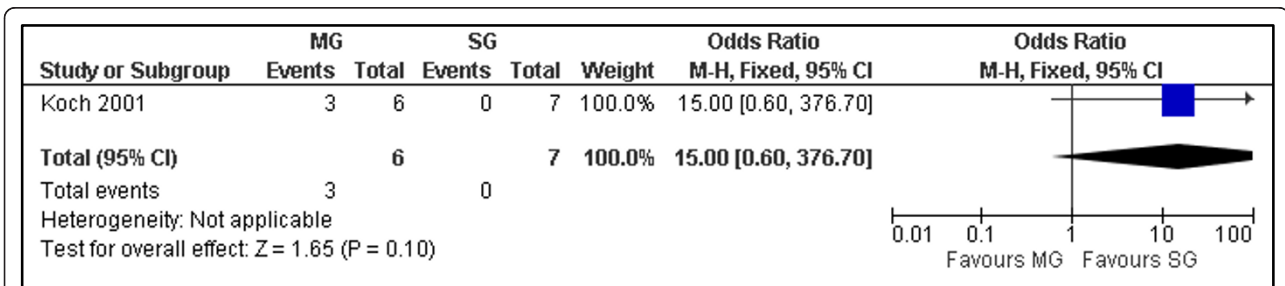 MG SG Odds Ratio Odds Ratio
Study or Subgroup Events Total Events Total Weight M-H, Fixed, 95% CI M-H, Fixed, 95% CI
Koch 2001 3 6 0 7 100.0% 15.00 [0.60, 376.70]
Total (95% CI) 6 7 100.0% 15.00 [0.60, 376.70]
Total events 3 0
Heterogeneity: Not applicable
Test for overall effect: Z = 1.65 (P = 0.10)
0.01 0.1 1 10 100
Favours MG Favours SG